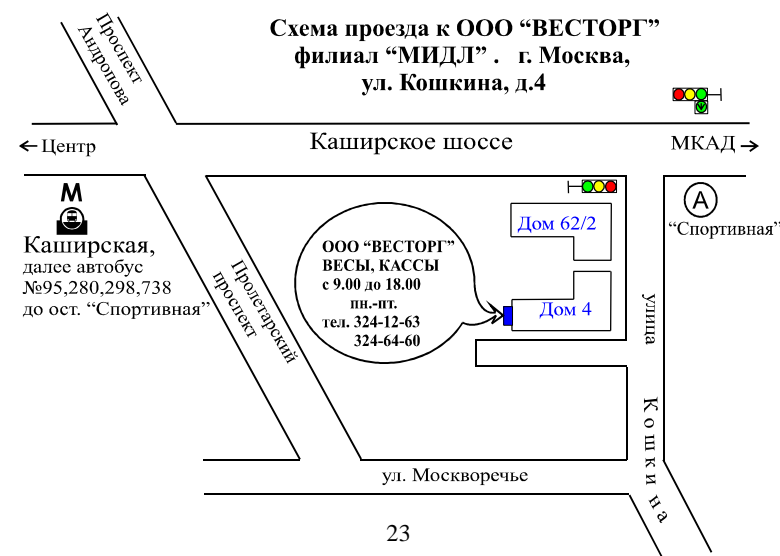 Схема проезда к ООО “ВЕСТОРГ”
филиал “МИДЛ” .   г. Москва,
ул. Кошкина, д.4
Проспект
Андропова
← Центр
Каширское шоссе
МКАД →
М
Каширская,
далее автобус
№95,280,298,738
до ост. “Спортивная”
А
“Спортивная”
Дом 62/2
Дом 4
ООО “ВЕСТОРГ”
ВЕСЫ, КАССЫ
с 9.00 до 18.00
пн.-пт.
тел. 324-12-63
324-64-60
Пролетарский
проспект
улица Кошкина
ул. Москворечье
23